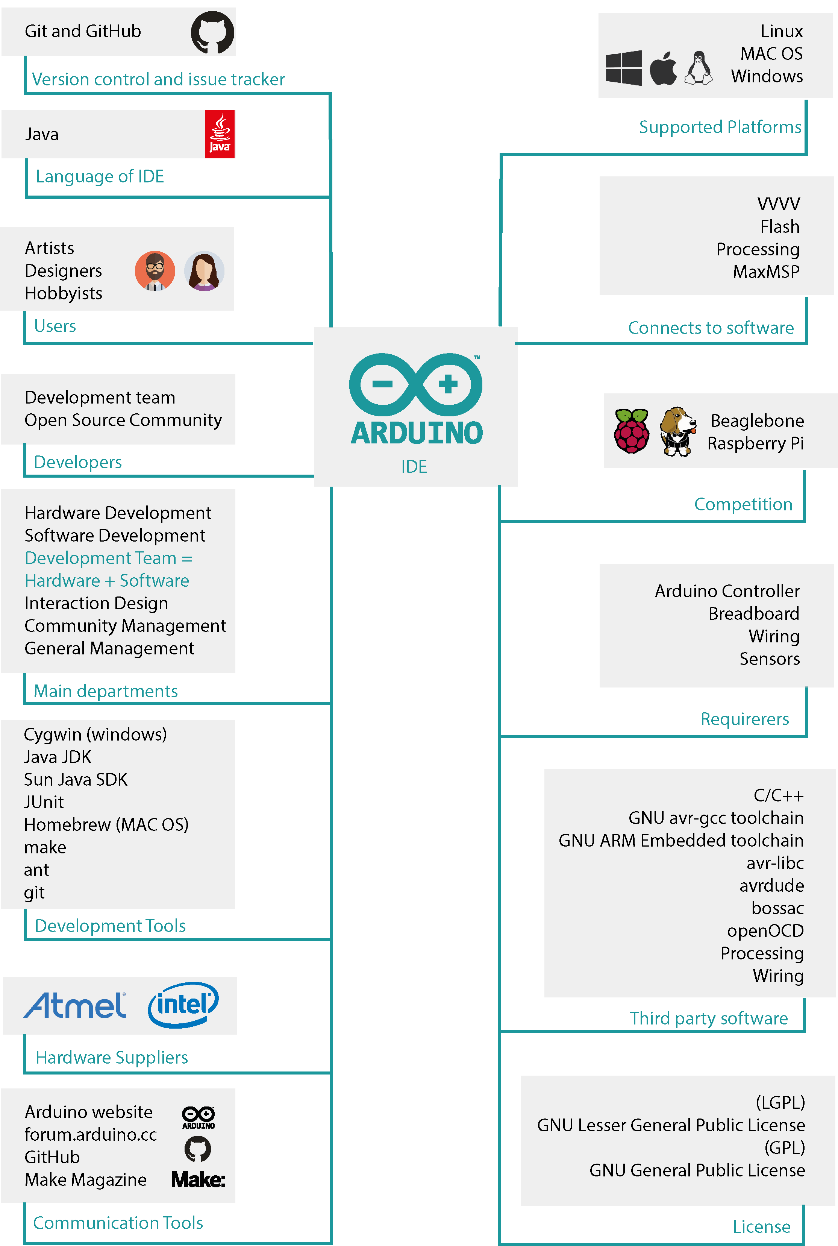 Git and GitHub
Version control and issue tracker
Java
Java
Language of IDE
Artists
Designers
Hobbyists
Users
Development team
Open Source Community
Developers
Hardware Development
Software Development
Development Team =
Hardware + Software
Interaction Design
Community Management
General Management
Main departments
Cygwin (windows)
Java JDK
Sun Java SDK
JUnit
Homebrew (MAC OS)
make
ant
git
Development Tools
Atmel
intel
Hardware Suppliers
Arduino website
ARDUINO
forum.arduino.cc
GitHub
Make Magazine
Make:
Communication Tools
ARDUINO
IDE
Linux
MAC OS
Windows
Supported Platforms
VVVV
Flash
Processing
MaxMSP
Connects to software
Beaglebone
Raspberry Pi
Competition
Arduino Controller
Breadboard
Wiring
Sensors
Requirerers
C/C++
GNU avr-gcc toolchain
GNU ARM Embedded toolchain
avr-libc
avrdude
bossac
openOCD
Processing
Wiring
Third party software
(LGPL)
GNU Lesser General Public License
(GPL)
GNU General Public License
License